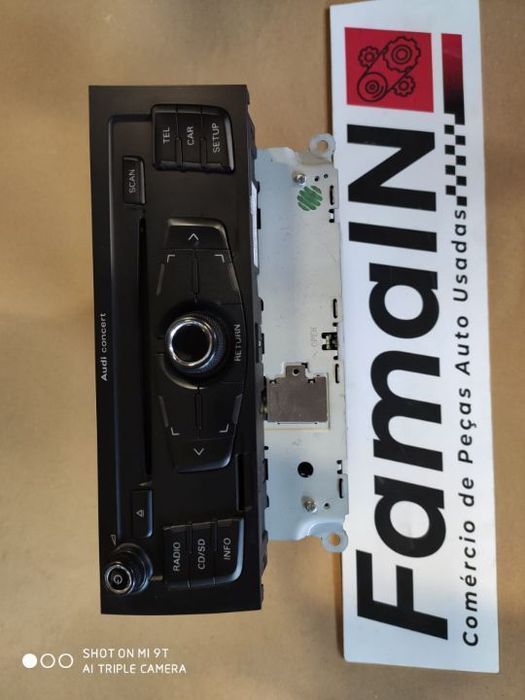 Audi concert
SCAN
TEL
CAR
SETUP
RETURN
RADIO
CD/SD
INFO
OPEN
FamaIN
Comércio de Peças Auto Usadas
SHOT ON MI 9T
AI TRIPLE CAMERA